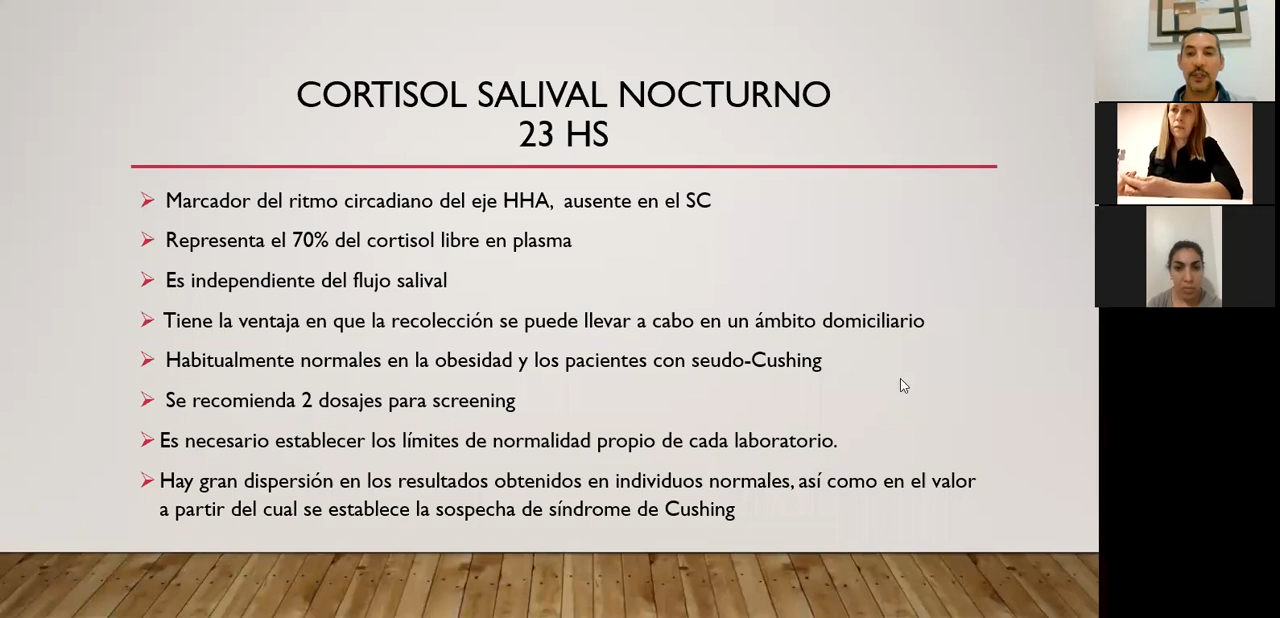 CORTISOL SALIVAL NOCTURNO
23 HS
Marcador del ritmo circadiano del eje HHA, ausente en el SC
Representa el 70% del cortisol libre en plasma
Es independiente del flujo salival
Tiene la ventaja en que la recolección se puede llevar a cabo en un ámbito domiciliario
Habitualmente normales en la obesidad y los pacientes con seudo-Cushing
Se recomienda 2 dosajes para screening
Es necesario establecer los límites de normalidad propio de cada laboratorio.
Hay gran dispersión en los resultados obtenidos en individuos normales, así como en el valor
a partir del cual se establece la sospecha de síndrome de Cushing